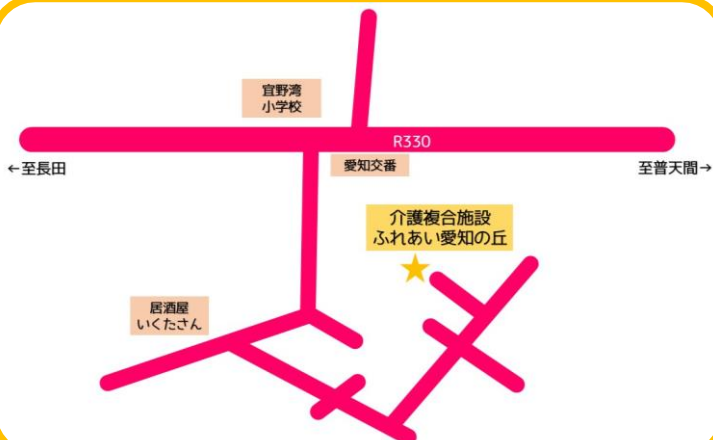 宜野湾
小学校
R330
←至長田
愛知交番
至普天間→
介護複合施設
ふれあい愛知の丘
居酒屋
いくたさん